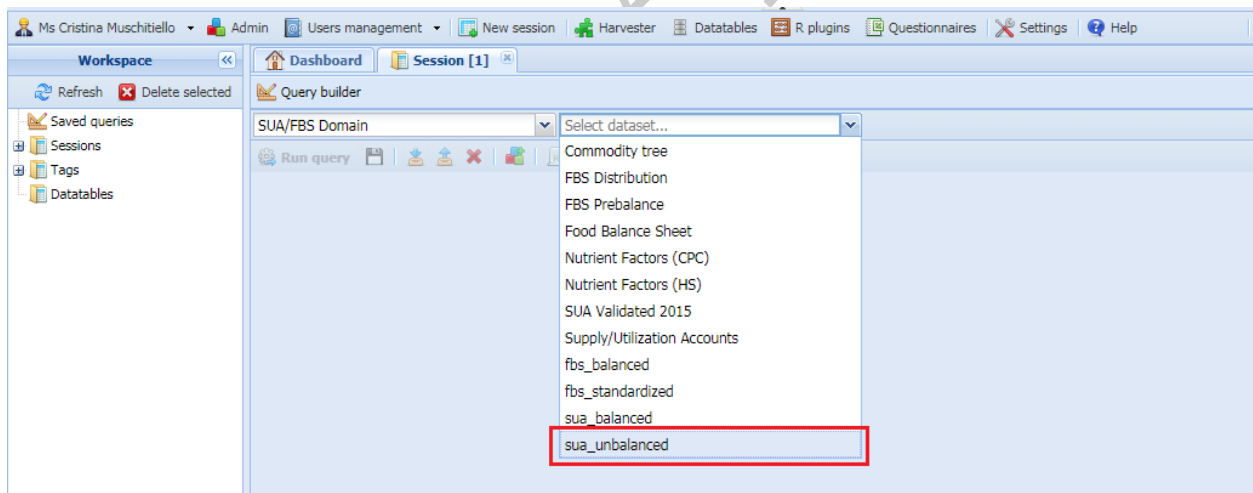 Ms Cristina Muschitiello Admin Users management New session Harvester Datatables R plugins Questionnaires Settings Help
Workspace Dashboard Session [1]
Refresh Delete selected Query builder
Saved queries SUA/FBS Domain Select dataset...
Sessions Run query Commodity tree
Tags FBS Distribution
Datatables FBS Prebalance
Food Balance Sheet
Nutrient Factors (CPC)
Nutrient Factors (HS)
SUA Validated 2015
Supply/Utilization Accounts
fbs_balanced
fbs_standardized
sua_balanced
sua_unbalanced